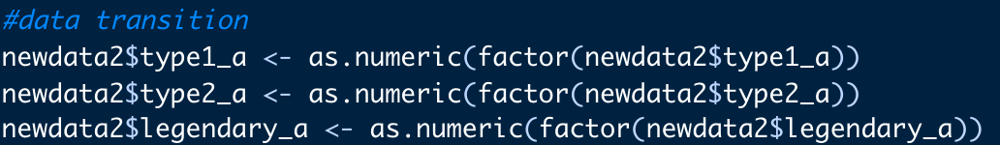 #data transition
newdata2$type1_a <- as.numeric(factor(newdata2$type1_a))
newdata2$type2_a <- as.numeric(factor(newdata2$type2_a))
newdata2$legendary_a <- as.numeric(factor(newdata2$legendary_a))